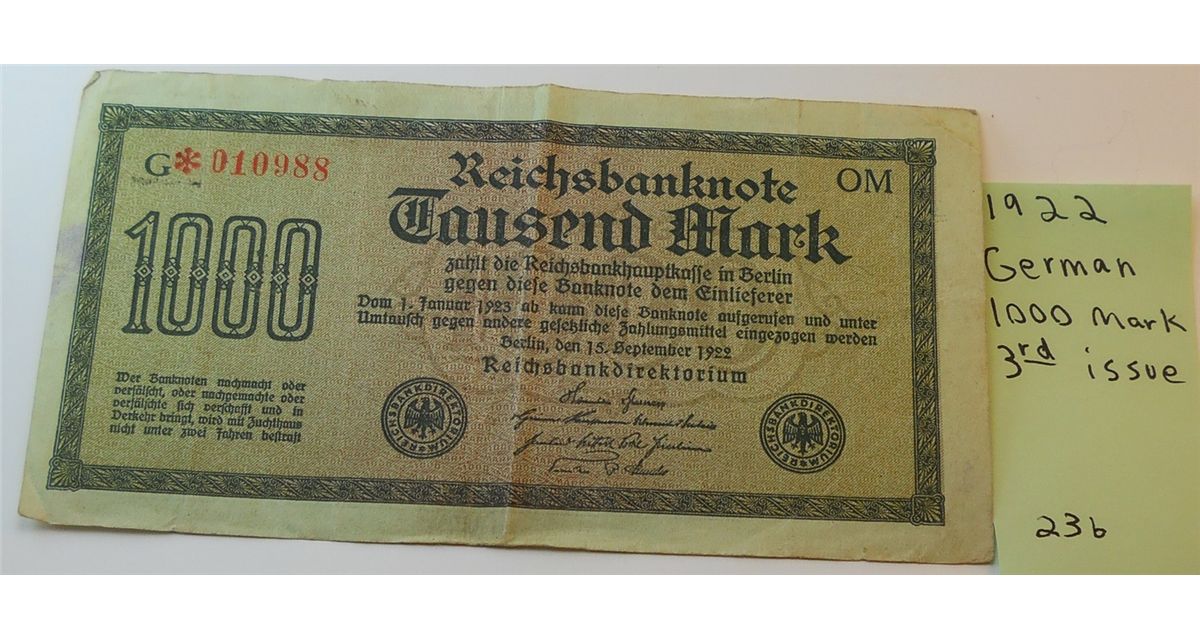 G*010988
OM
Reichsbanknote
Tausend Mark
1000
zahlt die Reichsbankhauptkasse in Berlin
gegen diese Banknote dem Einlieferer
Vom 1. Januar 1923 ab kann diese Banknote aufgerufen und unter
Umtausch gegen andere gesetzliche Zahlungsmittel eingezogen werden
Berlin, den 15. September 1922
Reichsbankdirektorium
Wer Banknoten nachmacht oder
verfälscht, oder nachgemachte oder
verfälschte sich verschafft und in
Verkehr bringt, wird mit Zuchthaus
nicht unter zwei Jahren bestraft
REICHSBANKDIREKTORIUM
REICHSBANKDIREKTORIUM
1922
German
1000 Mark
3rd issue
23b